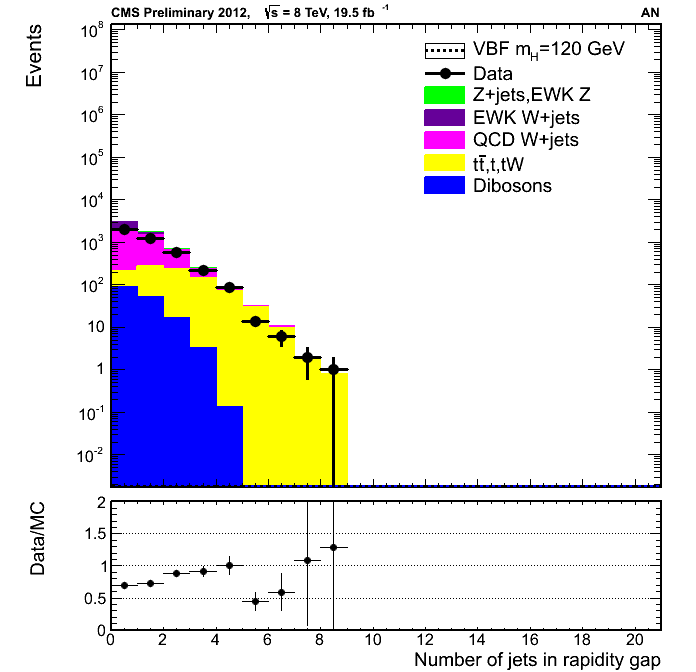 CMS Preliminary 2012, √s = 8 TeV, 19.5 fb⁻¹ AN
Events
10⁸
10⁷
10⁶
10⁵
10⁴
10³
10²
10
1
10⁻¹
10⁻²
VBF m_H=120 GeV
Data
Z+jets,EWK Z
EWK W+jets
QCD W+jets
tt̅,t,tW
Dibosons
Data/MC
2
1.5
1
0.5
0
0 2 4 6 8 10 12 14 16 18 20
Number of jets in rapidity gap